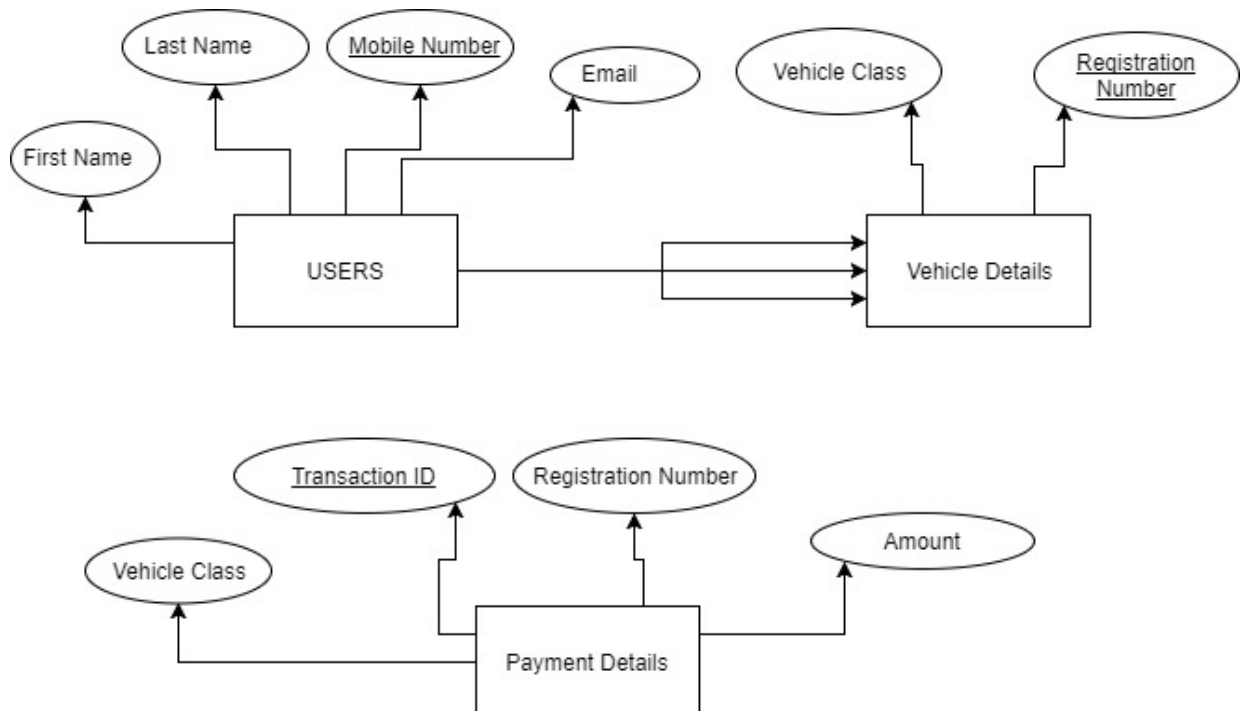 Last Name
Mobile Number
Email
Vehicle Class
Registration
Number
First Name
USERS
Vehicle Details
Transaction ID
Registration Number
Amount
Vehicle Class
Payment Details